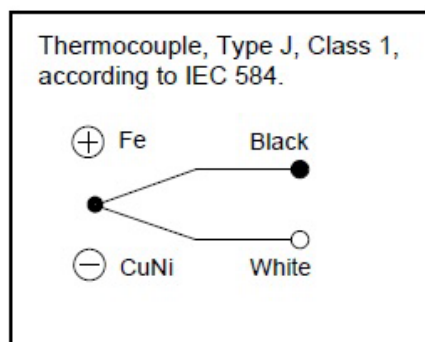 Thermocouple, Type J, Class 1,
according to IEC 584.
+ Fe Black
− CuNi White